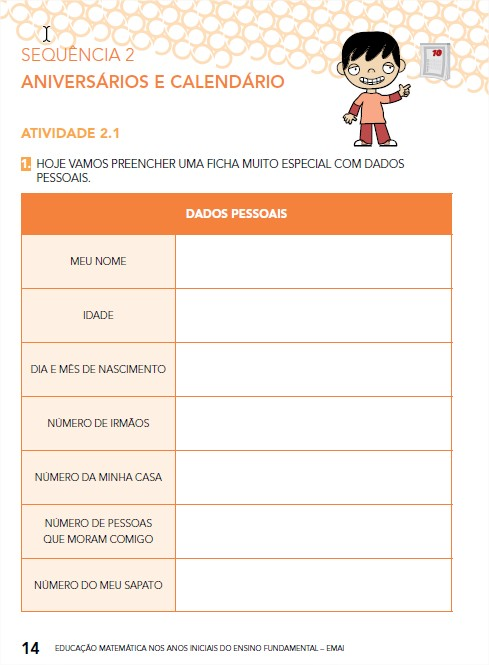 10
SEQUÊNCIA 2
ANIVERSÁRIOS E CALENDÁRIO
ATIVIDADE 2.1
1. HOJE VAMOS PREENCHER UMA FICHA MUITO ESPECIAL COM DADOS
PESSOAIS.
DADOS PESSOAIS
MEU NOME
IDADE
DIA E MÊS DE NASCIMENTO
NÚMERO DE IRMÃOS
NÚMERO DA MINHA CASA
NÚMERO DE PESSOAS
QUE MORAM COMIGO
NÚMERO DO MEU SAPATO
14 EDUCAÇÃO MATEMÁTICA NOS ANOS INICIAIS DO ENSINO FUNDAMENTAL – EMAI